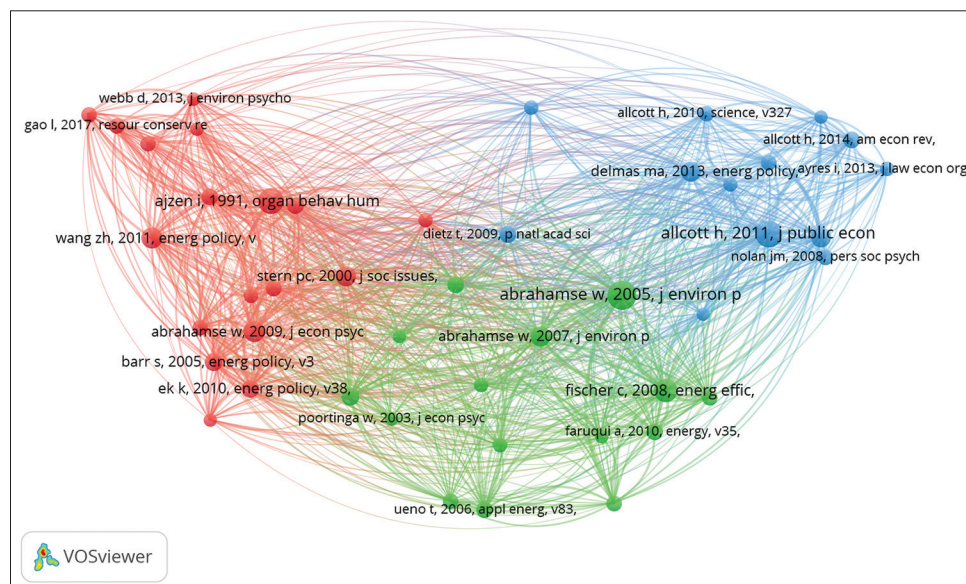 webb d, 2013, j environ psycho
allcott h, 2010, science, v327
gao l, 2017, resour conserv re
allcott h, 2014, am econ rev,
delmas ma, 2013, energ policy,
ayres i, 2013, j law econ org
ajzen i, 1991, organ behav hum
wang zh, 2011, energ policy, v
dietz t, 2009, p natl acad sci
allcott h, 2011, j public econ
nolan jm, 2008, pers soc psych
stern pc, 2000, j soc issues,
abrahamse w, 2005, j environ p
abrahamse w, 2009, j econ psyc
abrahamse w, 2007, j environ p
barr s, 2005, energ policy, v3
ek k, 2010, energ policy, v38,
fischer c, 2008, energ effic,
poortinga w, 2003, j econ psyc
faruqui a, 2010, energy, v35,
ueno t, 2006, appl energ, v83,
VOSviewer